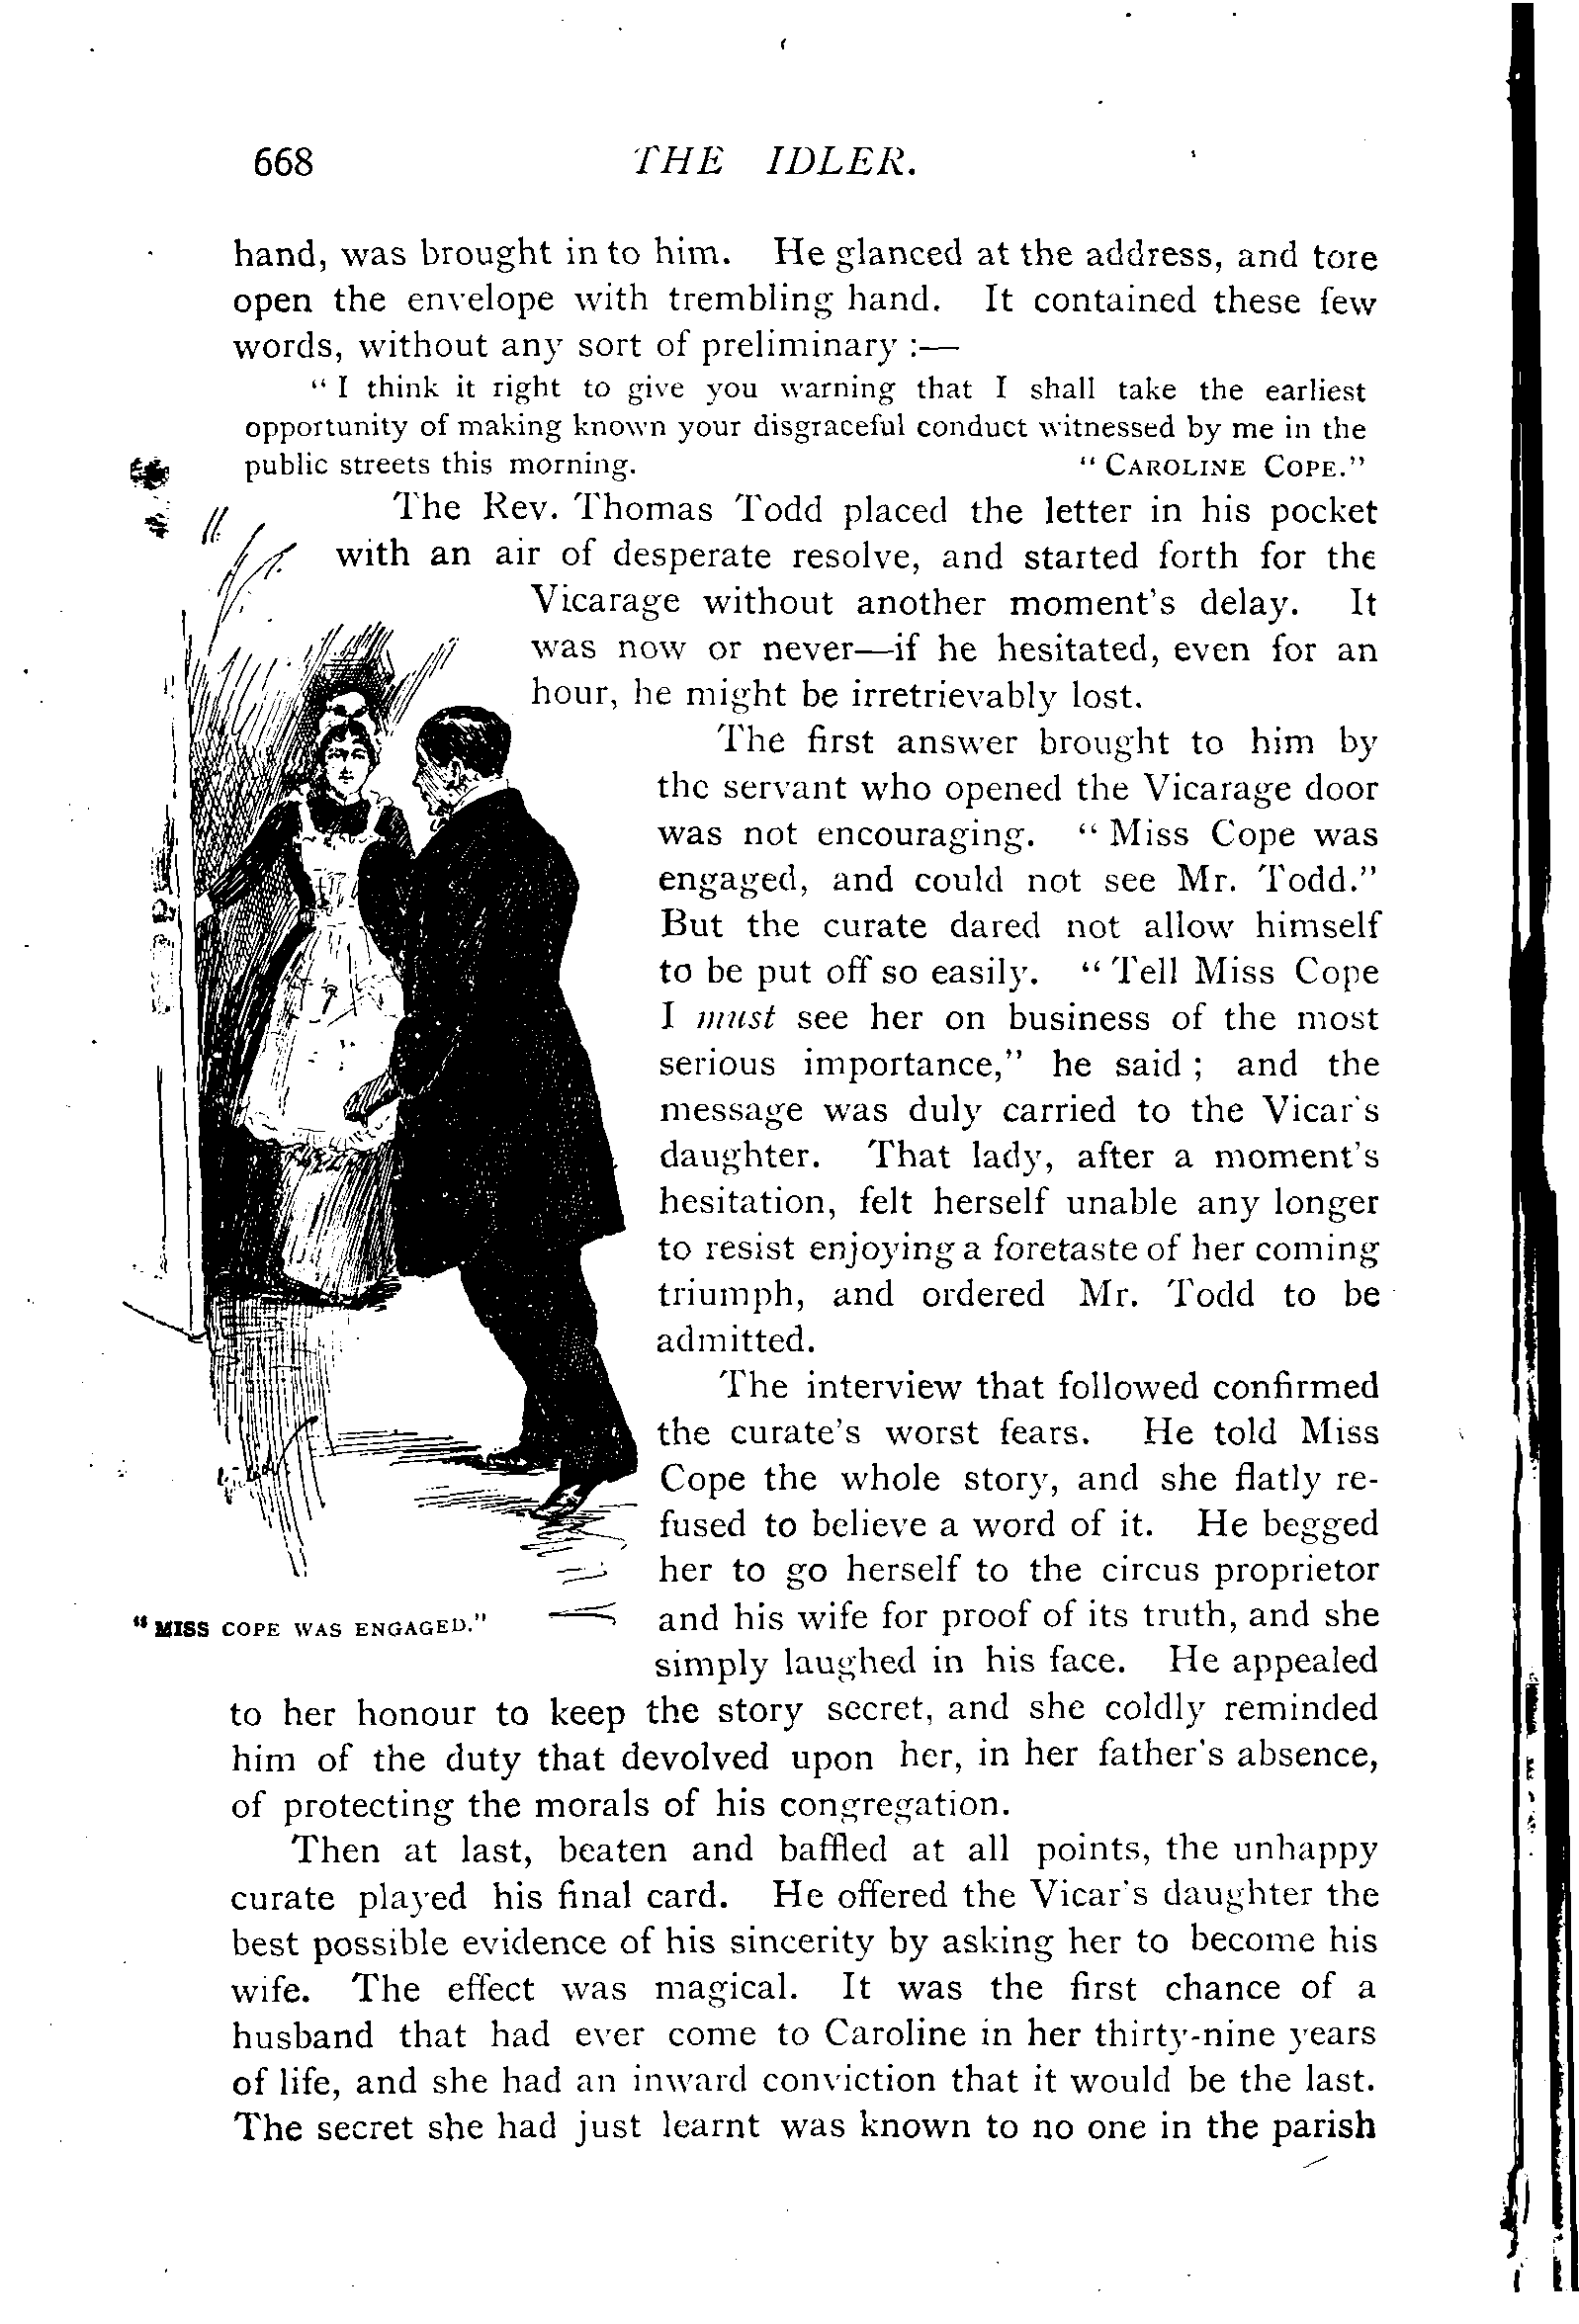 668 THE IDLER.
hand, was brought in to him. He glanced at the address, and tore
open the envelope with trembling hand. It contained these few
words, without any sort of preliminary :—
“ I think it right to give you warning that I shall take the earliest
opportunity of making known your disgraceful conduct witnessed by me in the
public streets this morning. “ CAROLINE COPE.”
The Rev. Thomas Todd placed the letter in his pocket
with an air of desperate resolve, and started forth for the
Vicarage without another moment's delay. It
was now or never—if he hesitated, even for an
hour, he might be irretrievably lost.
The first answer brought to him by
the servant who opened the Vicarage door
was not encouraging. “ Miss Cope was
engaged, and could not see Mr. Todd.”
But the curate dared not allow himself
to be put off so easily. “ Tell Miss Cope
I must see her on business of the most
serious importance,” he said ; and the
message was duly carried to the Vicar's
daughter. That lady, after a moment's
hesitation, felt herself unable any longer
to resist enjoying a foretaste of her coming
triumph, and ordered Mr. Todd to be
admitted.
The interview that followed confirmed
the curate's worst fears. He told Miss
Cope the whole story, and she flatly re-
fused to believe a word of it. He begged
her to go herself to the circus proprietor
and his wife for proof of its truth, and she
simply laughed in his face. He appealed
“MISS COPE WAS ENGAGED.”
to her honour to keep the story secret, and she coldly reminded
him of the duty that devolved upon her, in her father's absence,
of protecting the morals of his congregation.
Then at last, beaten and baffled at all points, the unhappy
curate played his final card. He offered the Vicar's daughter the
best possible evidence of his sincerity by asking her to become his
wife. The effect was magical. It was the first chance of a
husband that had ever come to Caroline in her thirty-nine years
of life, and she had an inward conviction that it would be the last.
The secret she had just learnt was known to no one in the parish